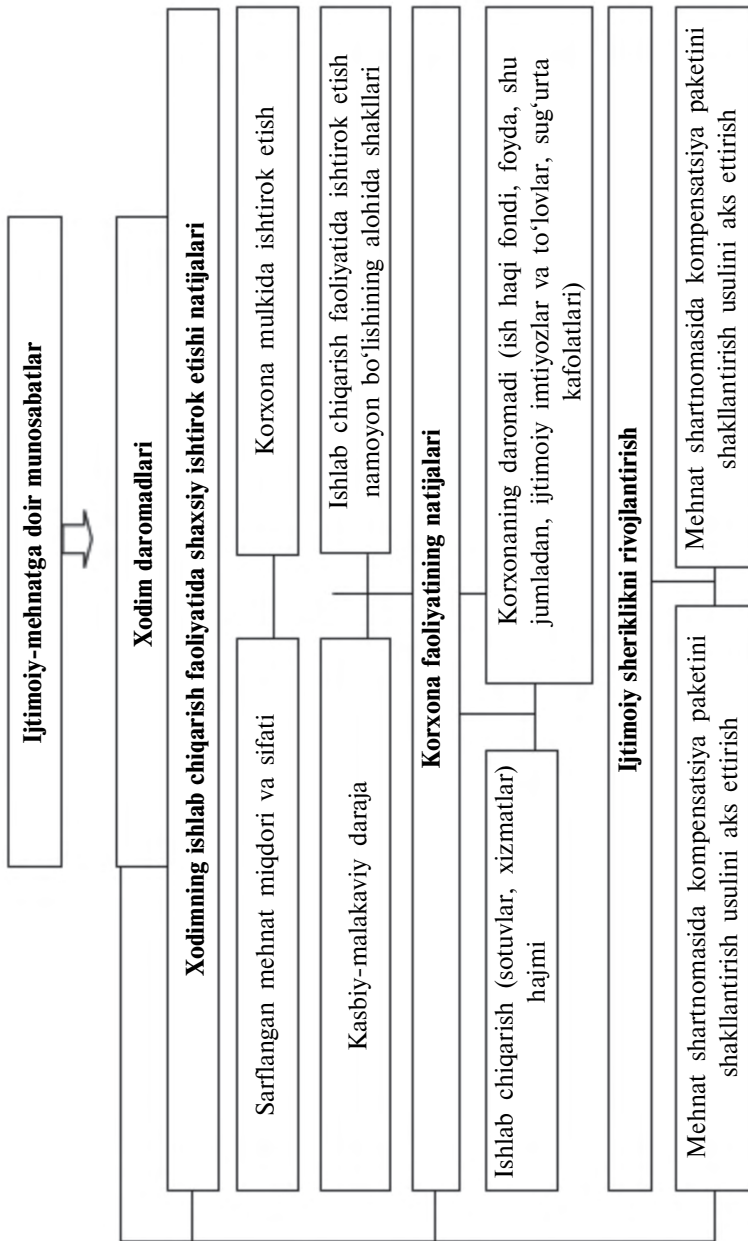 Ijtimoiy-mehnatga doir munosabatlar
Xodim daromadlari
Xodimning ishlab chiqarish faoliyatida shaxsiy ishtirok etishi natijalari
Sarflangan mehnat miqdori va sifati
Korxona mulkida ishtirok etish
Kasbiy-malakaviy daraja
Ishlab chiqarish faoliyatida ishtirok etish
namoyon bo‘lishining alohida shakllari
Korxona faoliyatining natijalari
Ishlab chiqarish (sotuvlar, xizmatlar)
hajmi
Korxonaning daromadi (ish haqi fondi, foyda, shu
jumladan, ijtimoiy imtiyozlar va to‘lovlar, sug‘urta
kafolatlari)
Ijtimoiy sheriklikni rivojlantirish
Mehnat shartnomasida kompensatsiya paketini
shakllantirish usulini aks ettirish
Mehnat shartnomasida kompensatsiya paketini
shakllantirish usulini aks ettirish